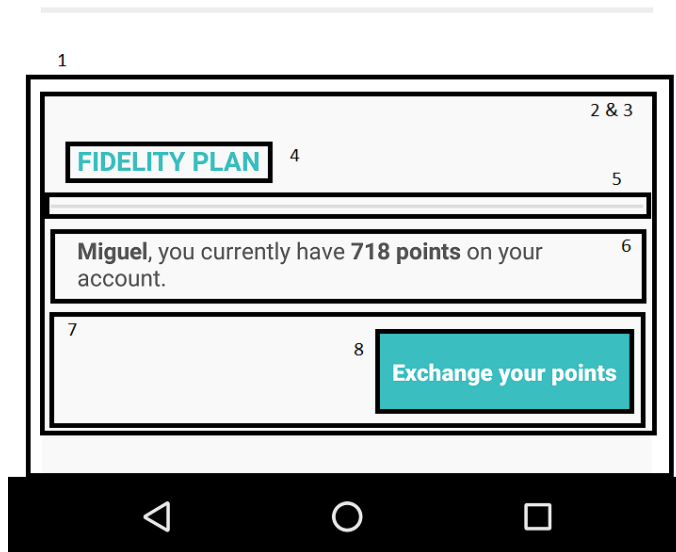 1
2 & 3
FIDELITY PLAN 4
5
Miguel, you currently have 718 points on your 6
account.
7
8 Exchange your points